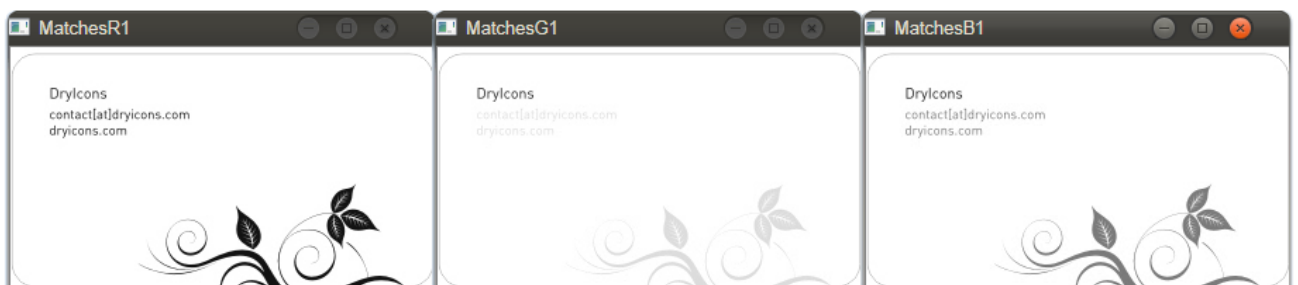 MatchesR1
DryIcons
contact[at]dryicons.com
dryicons.com
MatchesG1
DryIcons
contact[at]dryicons.com
dryicons.com
MatchesB1
DryIcons
contact[at]dryicons.com
dryicons.com